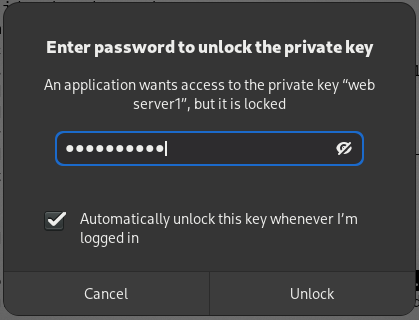 Enter password to unlock the private key
An application wants access to the private key “web
server1”, but it is locked
●●●●●●●●●●
Automatically unlock this key whenever I’m
logged in
Cancel
Unlock